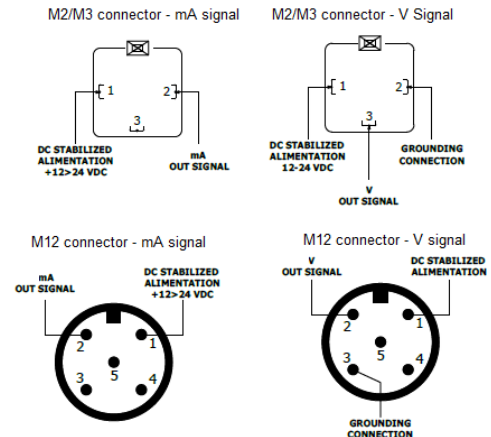 M2/M3 connector - mA signal
1
2
3
DC STABILIZED
ALIMENTATION
+12>24 VDC
mA
OUT SIGNAL
M2/M3 connector - V Signal
1
2
3
DC STABILIZED
ALIMENTATION
12-24 VDC
GROUNDING
CONNECTION
V
OUT SIGNAL
M12 connector - mA signal
mA
OUT SIGNAL
DC STABILIZED
ALIMENTATION
+12>24 VDC
2
1
5
3
4
M12 connector - V signal
V
OUT SIGNAL
DC STABILIZED
ALIMENTATION
2
1
5
3
4
GROUNDING
CONNECTION